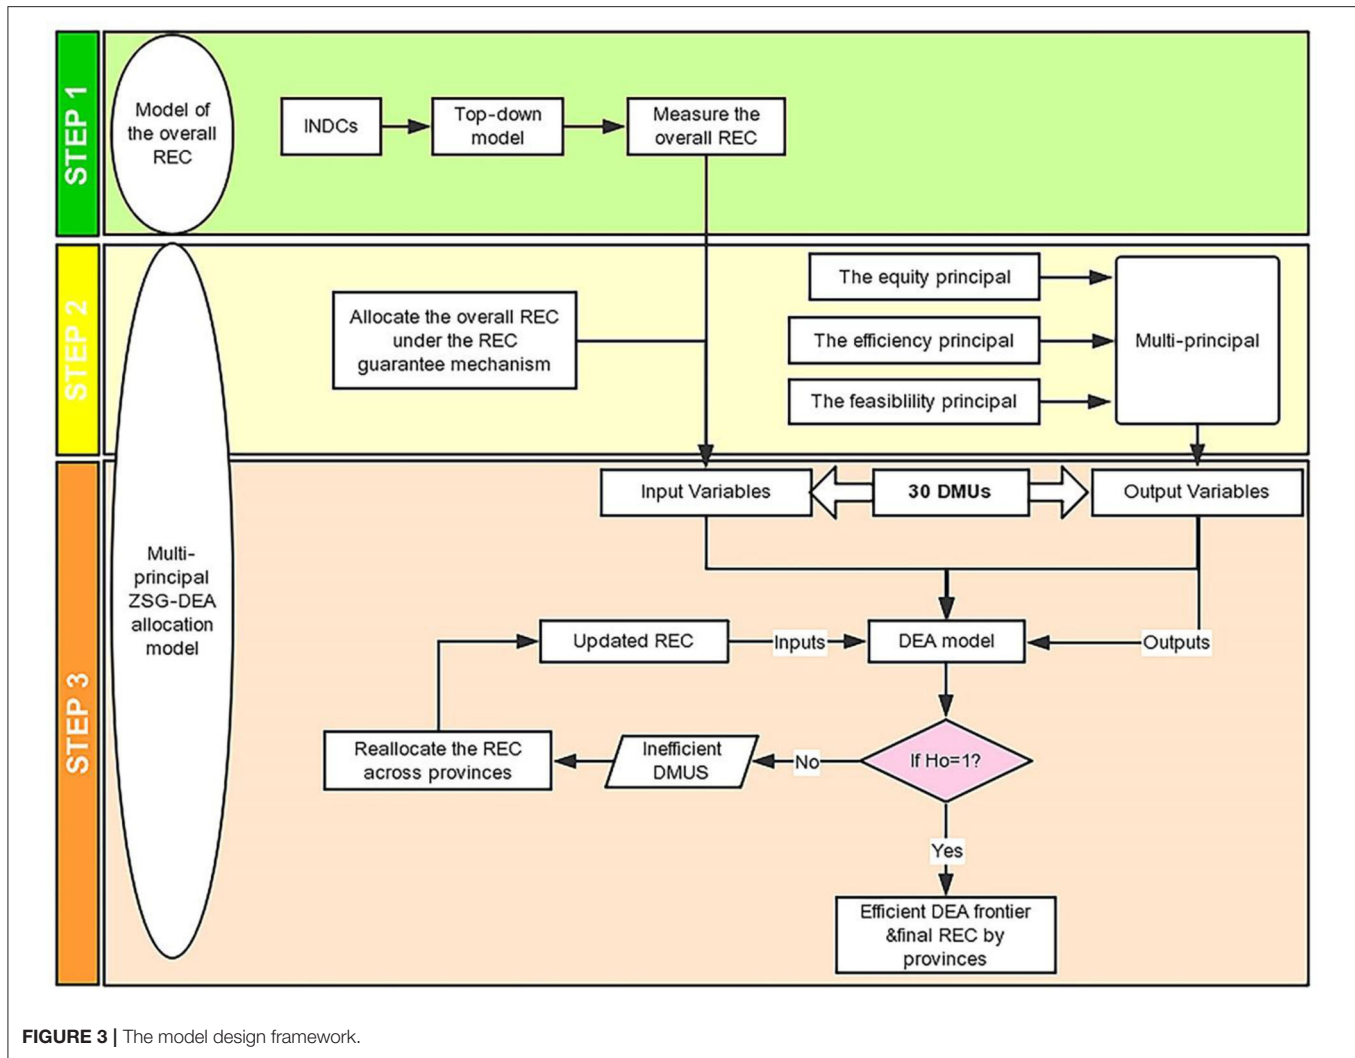 STEP 1
Model of
the overall
REC
INDCs
Top-down
model
Measure the
overall REC
STEP 2
Allocate the overall REC
under the REC
guarantee mechanism
The equity principal
The efficiency principal
The feasiblility principal
Multi-principal
STEP 3
Multi-
principal
ZSG-DEA
allocation
model
Input Variables
30 DMUs
Output Variables
Updated REC
Inputs
DEA model
Outputs
Reallocate the REC
across provinces
Inefficient
DMUS
No
If Ho=1?
Yes
Efficient DEA frontier
&final REC by
provinces
FIGURE 3 | The model design framework.